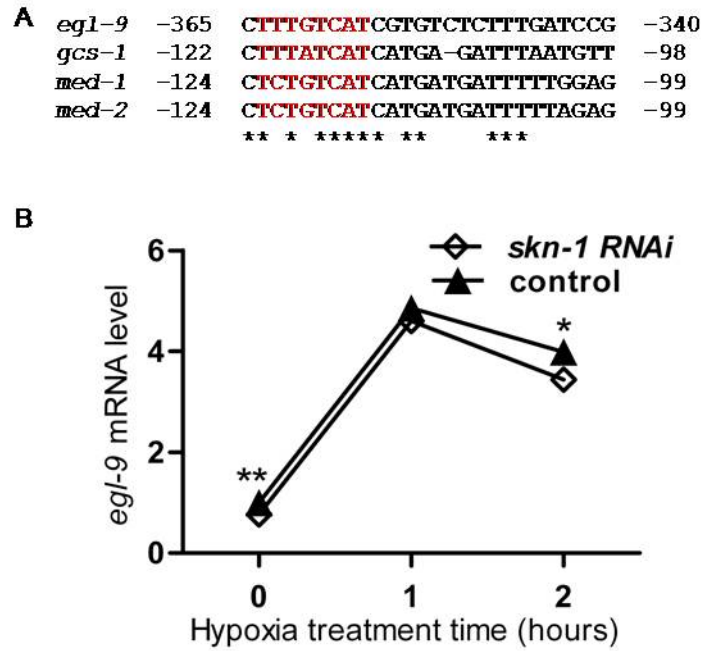 A
egl-9 -365 CTTTGTCATCGTGTCTCTTTGATCCG -340
gcs-1 -122 CTTTATCATCATGA-GATTTAATGTT -98
med-1 -124 CTCTGTCATCATGATGATTTTTGGAG -99
med-2 -124 CTCTGTCATCATGATGATTTTTAGAG -99
** * ***** ** ***
B
skn-1 RNAi
control
egl-9 mRNA level
6
4
2
0
**
*
0 1 2
Hypoxia treatment time (hours)